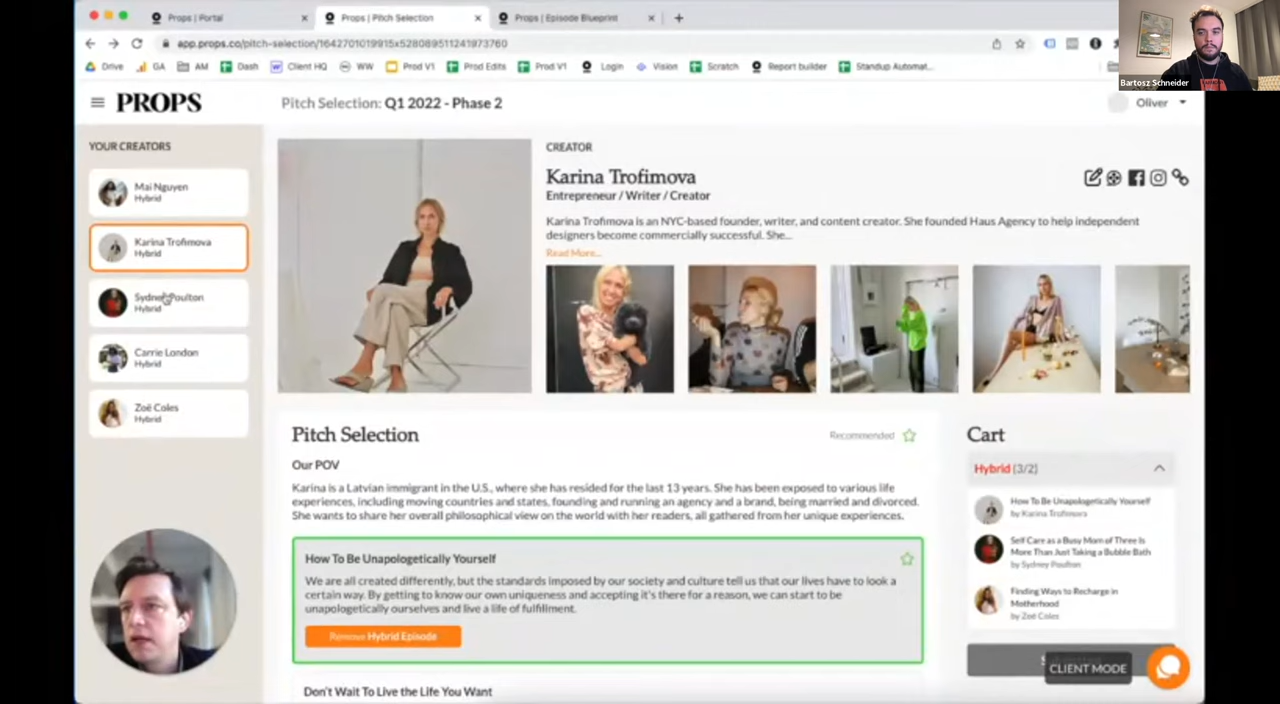 Props | Portal
Props | Pitch Selection
Props | Episode Blueprint
app.props.co/pitch-selection/1642701019915x528089511241973760
Drive
GA
AM
Dash
Client HQ
WW
Prod V1
Prod Edits
Prod V1
Login
Vision
Scratch
Report builder
Standup Automat...
Bartosz Schneider
PROPS
Pitch Selection: Q1 2022 - Phase 2
Oliver
YOUR CREATORS
Mai Nguyen
Hybrid
Karina Trofimova
Hybrid
Sydney Poulton
Hybrid
Carrie London
Hybrid
Zoë Coles
Hybrid
CREATOR
Karina Trofimova
Entrepreneur / Writer / Creator
Karina Trofimova is an NYC-based founder, writer, and content creator. She founded Haus Agency to help independent
designers become commercially successful. She...
Read More...
Pitch Selection
Recommended
Our POV
Karina is a Latvian immigrant in the U.S., where she has resided for the last 13 years. She has been exposed to various life
experiences, including moving countries and states, founding and running an agency and a brand, being married and divorced.
She wants to share her overall philosophical view on the world with her readers, all gathered from her unique experiences.
How To Be Unapologetically Yourself
We are all created differently, but the standards imposed by our society and culture tell us that our lives have to look a
certain way. By getting to know our own uniqueness and accepting it's there for a reason, we can start to be
unapologetically ourselves and live a life of fulfillment.
Remove Hybrid Episode
Don't Wait To Live the Life You Want
Cart
Hybrid (3/2)
How To Be Unapologetically Yourself
by Karina Trofimova
Self Care as a Busy Mom of Three Is
More Than Just Taking a Bubble Bath
by Sydney Poulton
Finding Ways to Recharge in
Motherhood
by Zoë Coles
CLIENT MODE